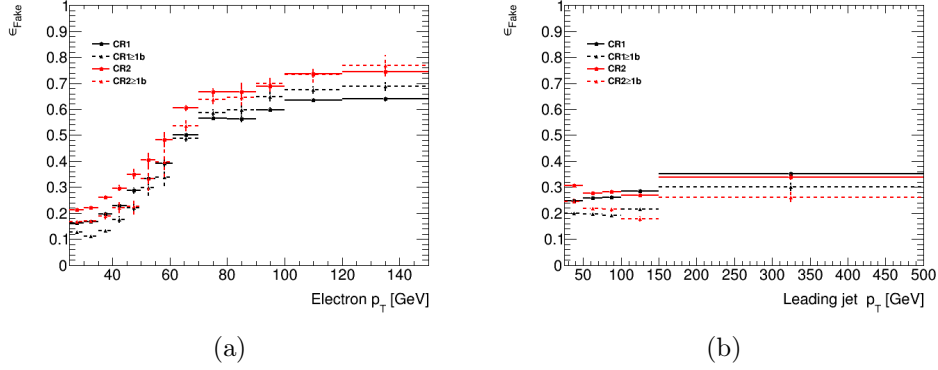 ϵ_Fake
1
0.9
0.8
0.7
0.6
0.5
0.4
0.3
0.2
0.1
0
CR1
CR1≥1b
CR2
CR2≥1b
40 60 80 100 120 140
Electron p_T [GeV]
(a)
ϵ_Fake
1
0.9
0.8
0.7
0.6
0.5
0.4
0.3
0.2
0.1
0
CR1
CR1≥1b
CR2
CR2≥1b
50 100 150 200 250 300 350 400 450 500
Leading jet p_T [GeV]
(b)